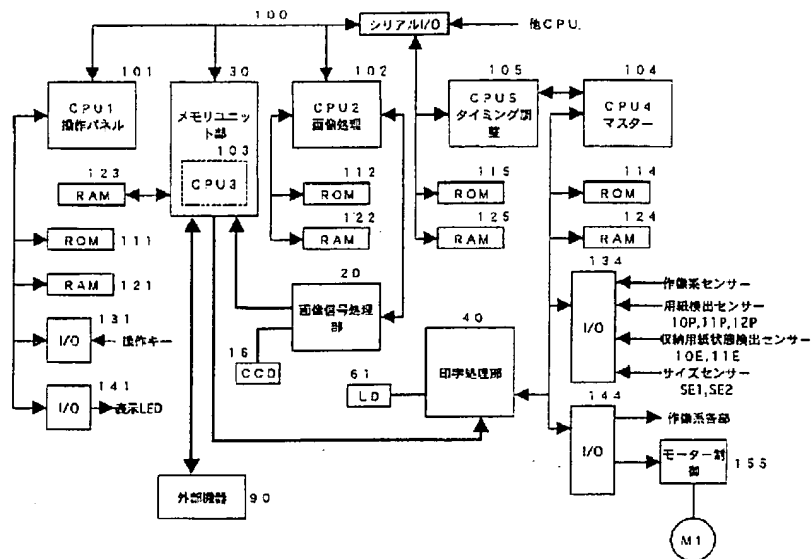 100
シリアルI/O
他CPU.
101
CPU1
操作パネル
30
メモリユニッ
ト部
103
CPU3
102
CPU2
画像処理
105
CPU5
タイミング調
整
104
CPU4
マスター
123
RAM
112
ROM
122
RAM
115
ROM
125
RAM
114
ROM
124
RAM
ROM
111
RAM
121
131
I/O
操作キー
141
I/O
表示LED
20
画像信号処理
部
16
CCD
61
LD
40
印字処理部
134
I/O
作像系センサー
用紙検出センサー
10P,11P,12P
収納用紙状態検出センサー
10E,11E
サイズセンサー
SE1,SE2
144
I/O
作像系各部
モーター制
御
155
M1
外部機器
90